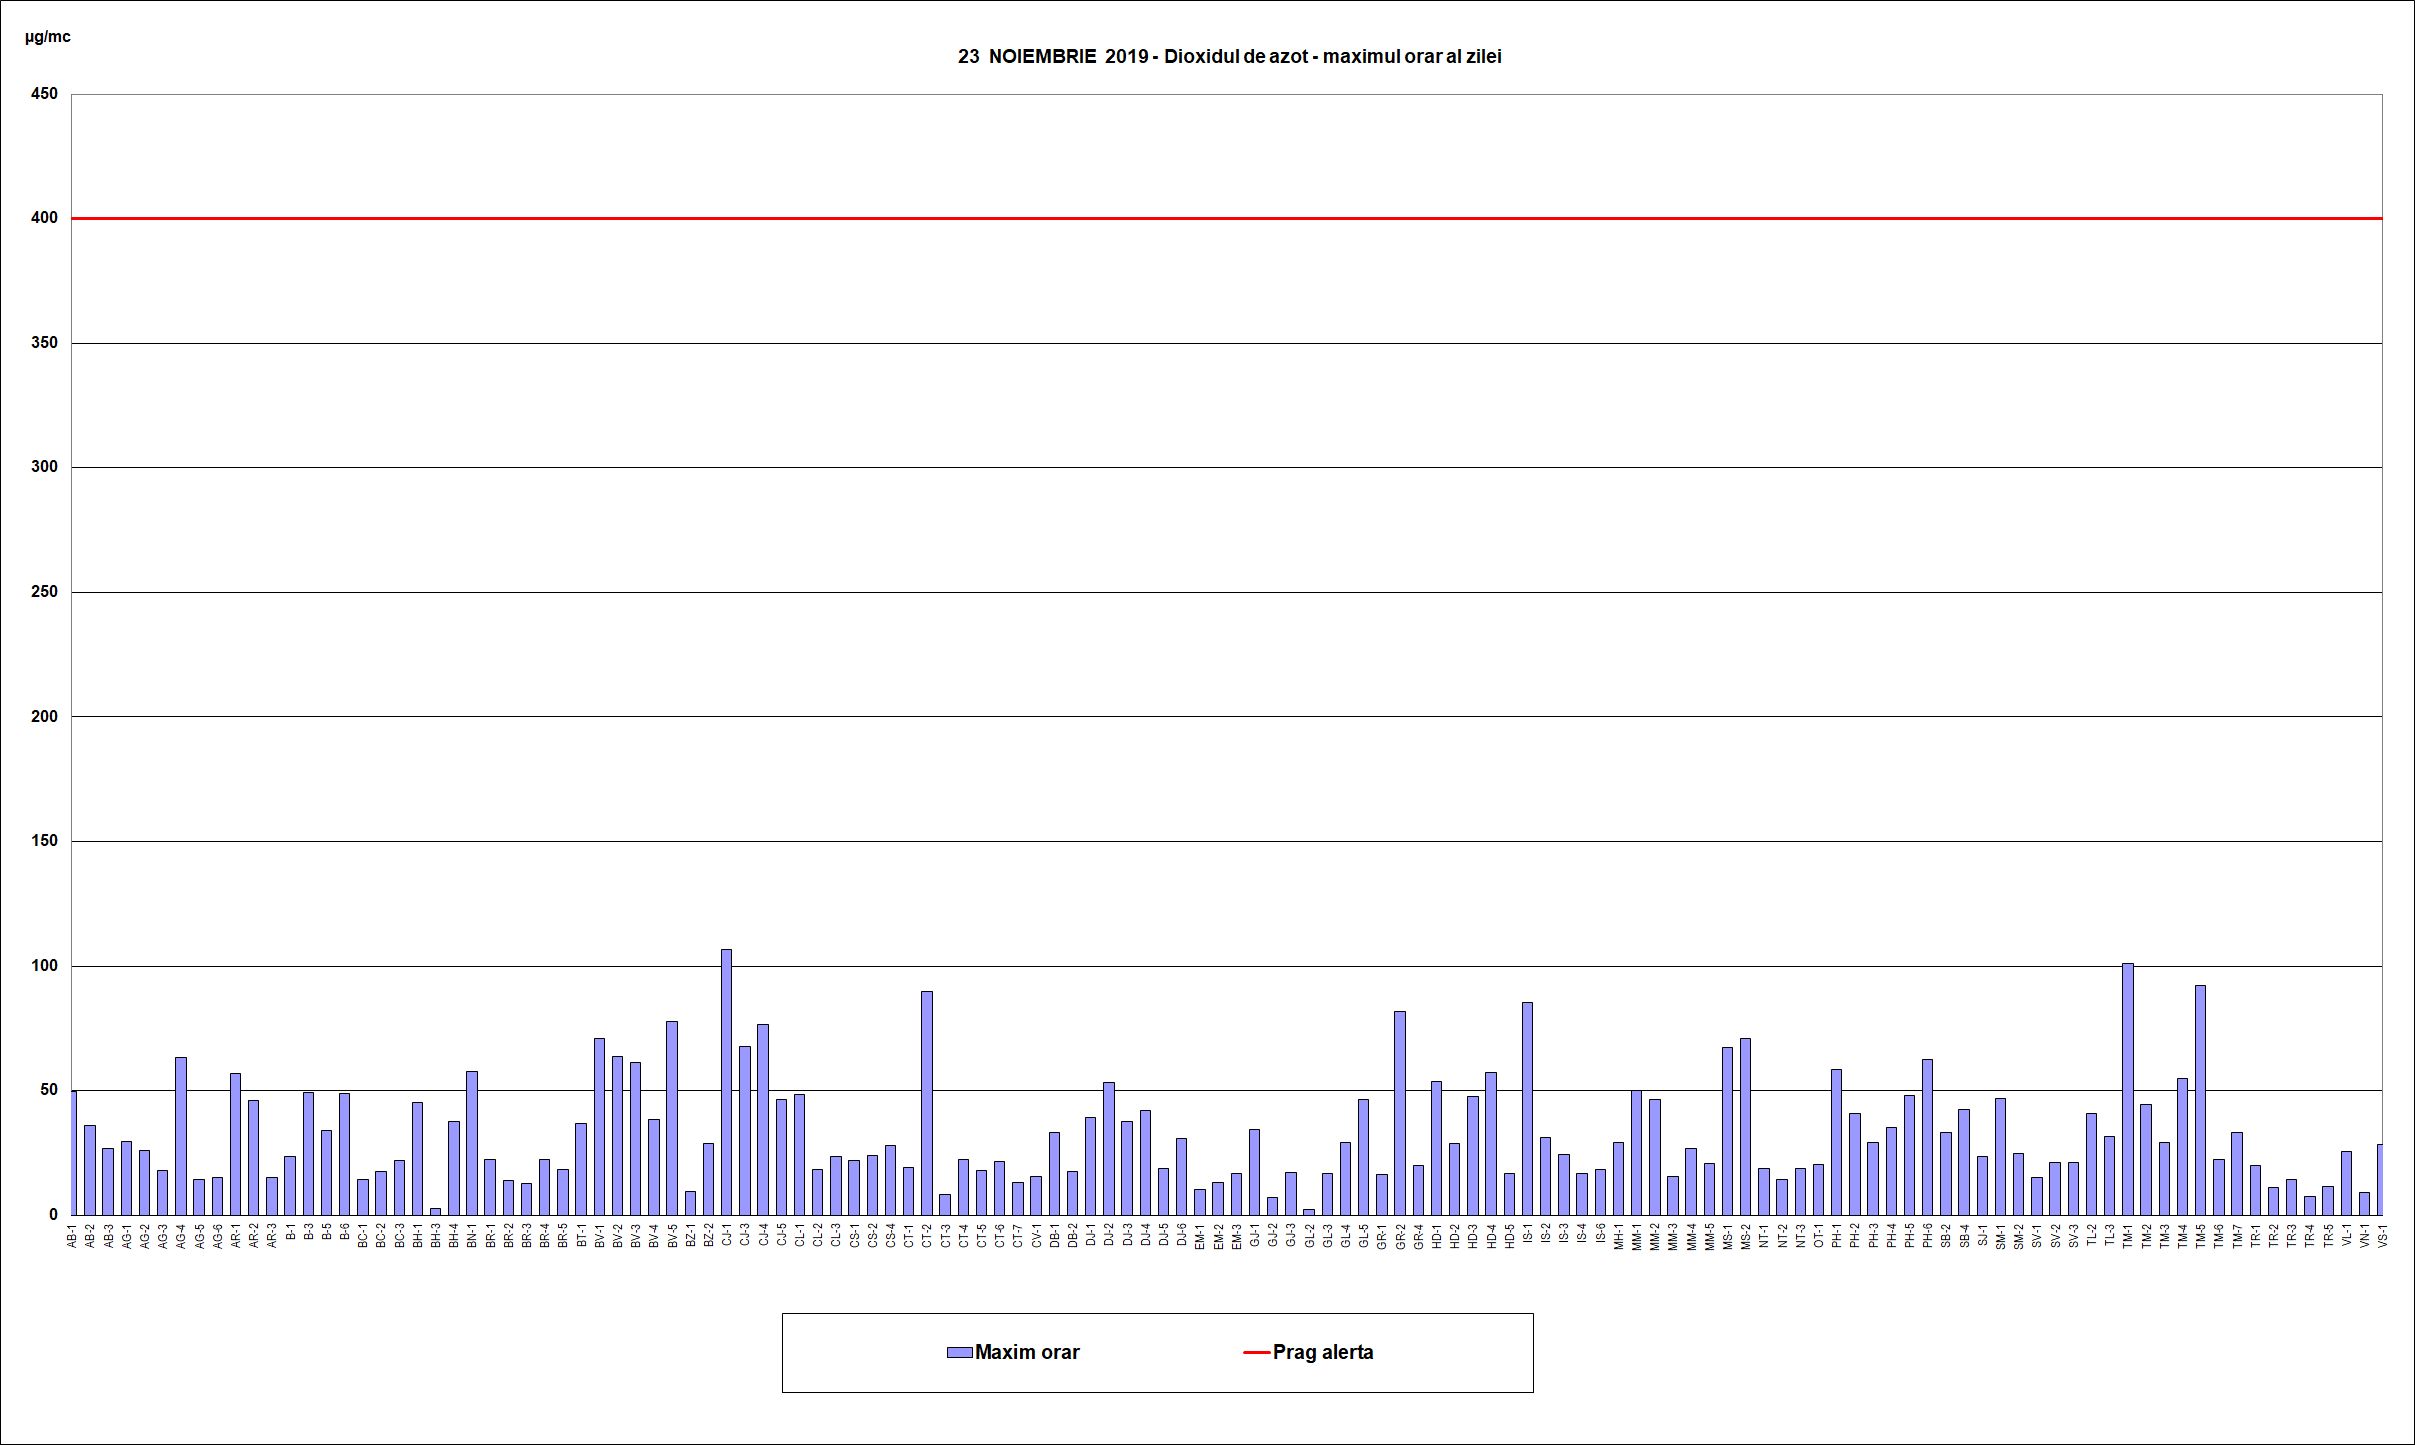 µg/mc
23 NOIEMBRIE 2019 - Dioxidul de azot - maximul orar al zilei
450
400
350
300
250
200
150
100
50
0
AB-1 AB-2 AB-3 AG-1 AG-2 AG-3 AG-4 AG-5 AG-6 AR-1 AR-2 AR-3 B-1 B-3 B-5 B-6 BC-1 BC-2 BC-3 BH-1 BH-3 BH-4 BN-1 BR-1 BR-2 BR-3 BR-4 BR-5 BT-1 BV-1 BV-2 BV-3 BV-4 BV-5 BZ-1 BZ-2 CJ-1 CJ-3 CJ-4 CJ-5 CL-1 CL-2 CL-3 CS-1 CS-2 CS-4 CT-1 CT-2 CT-3 CT-4 CT-5 CT-6 CT-7 CV-1 DB-1 DB-2 DJ-1 DJ-2 DJ-3 DJ-4 DJ-5 DJ-6 EM-1 EM-2 EM-3 GJ-1 GJ-2 GJ-3 GL-2 GL-3 GL-4 GL-5 GR-1 GR-2 GR-4 HD-1 HD-2 HD-3 HD-4 HD-5 IS-1 IS-2 IS-3 IS-4 IS-6 MH-1 MM-1 MM-2 MM-3 MM-4 MM-5 MS-1 MS-2 NT-1 NT-2 NT-3 OT-1 PH-1 PH-2 PH-3 PH-4 PH-5 PH-6 SB-2 SB-4 SJ-1 SM-1 SM-2 SV-1 SV-2 SV-3 TL-2 TL-3 TM-1 TM-2 TM-3 TM-4 TM-5 TM-6 TM-7 TR-1 TR-2 TR-3 TR-4 TR-5 VL-1 VN-1 VS-1
Maxim orar Prag alerta